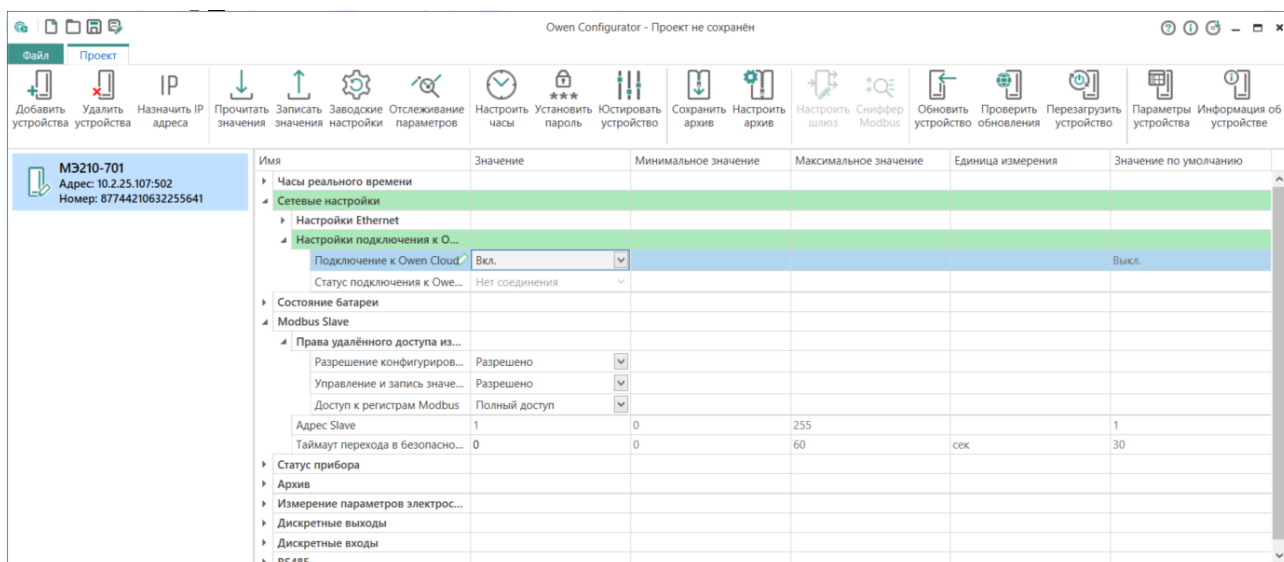 Owen Configurator - Проект не сохранён
Файл Проект
IP
Добавить устройства
Удалить устройства
Назначить IP адреса
Прочитать значения
Записать значения
Заводские настройки
Отслеживание параметров
Настроить часы
Установить пароль
Юстировать устройство
Сохранить архив
Настроить архив
Настроить шлюз
Сниффер Modbus
Обновить устройство
Проверить обновления
Перезагрузить устройство
Параметры устройства
Информация об устройстве
МЭ210-701
Адрес: 10.2.25.107:502
Номер: 87744210632255641
Имя Значение Минимальное значение Максимальное значение Единица измерения Значение по умолчанию
Часы реального времени
Сетевые настройки
Настройки Ethernet
Настройки подключения к O...
Подключение к Owen Cloud Вкл. Выкл.
Статус подключения к Owe... Нет соединения
Состояние батареи
Modbus Slave
Права удалённого доступа из...
Разрешение конфигуриров... Разрешено
Управление и запись значе... Разрешено
Доступ к регистрам Modbus Полный доступ
Адрес Slave 1 0 255 1
Таймаут перехода в безопасно... 0 0 60 сек 30
Статус прибора
Архив
Измерение параметров электрос...
Дискретные выходы
Дискретные входы
RS485